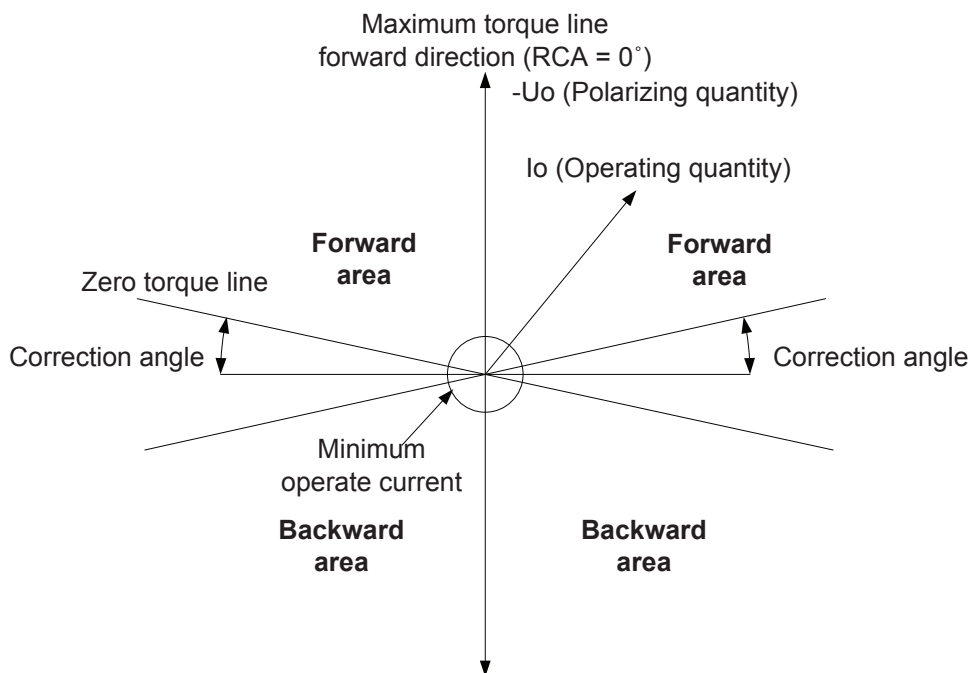 Maximum torque line
forward direction (RCA = 0˚)
-Uo (Polarizing quantity)
Io (Operating quantity)
Forward
area
Forward
area
Zero torque line
Correction angle
Correction angle
Minimum
operate current
Backward
area
Backward
area